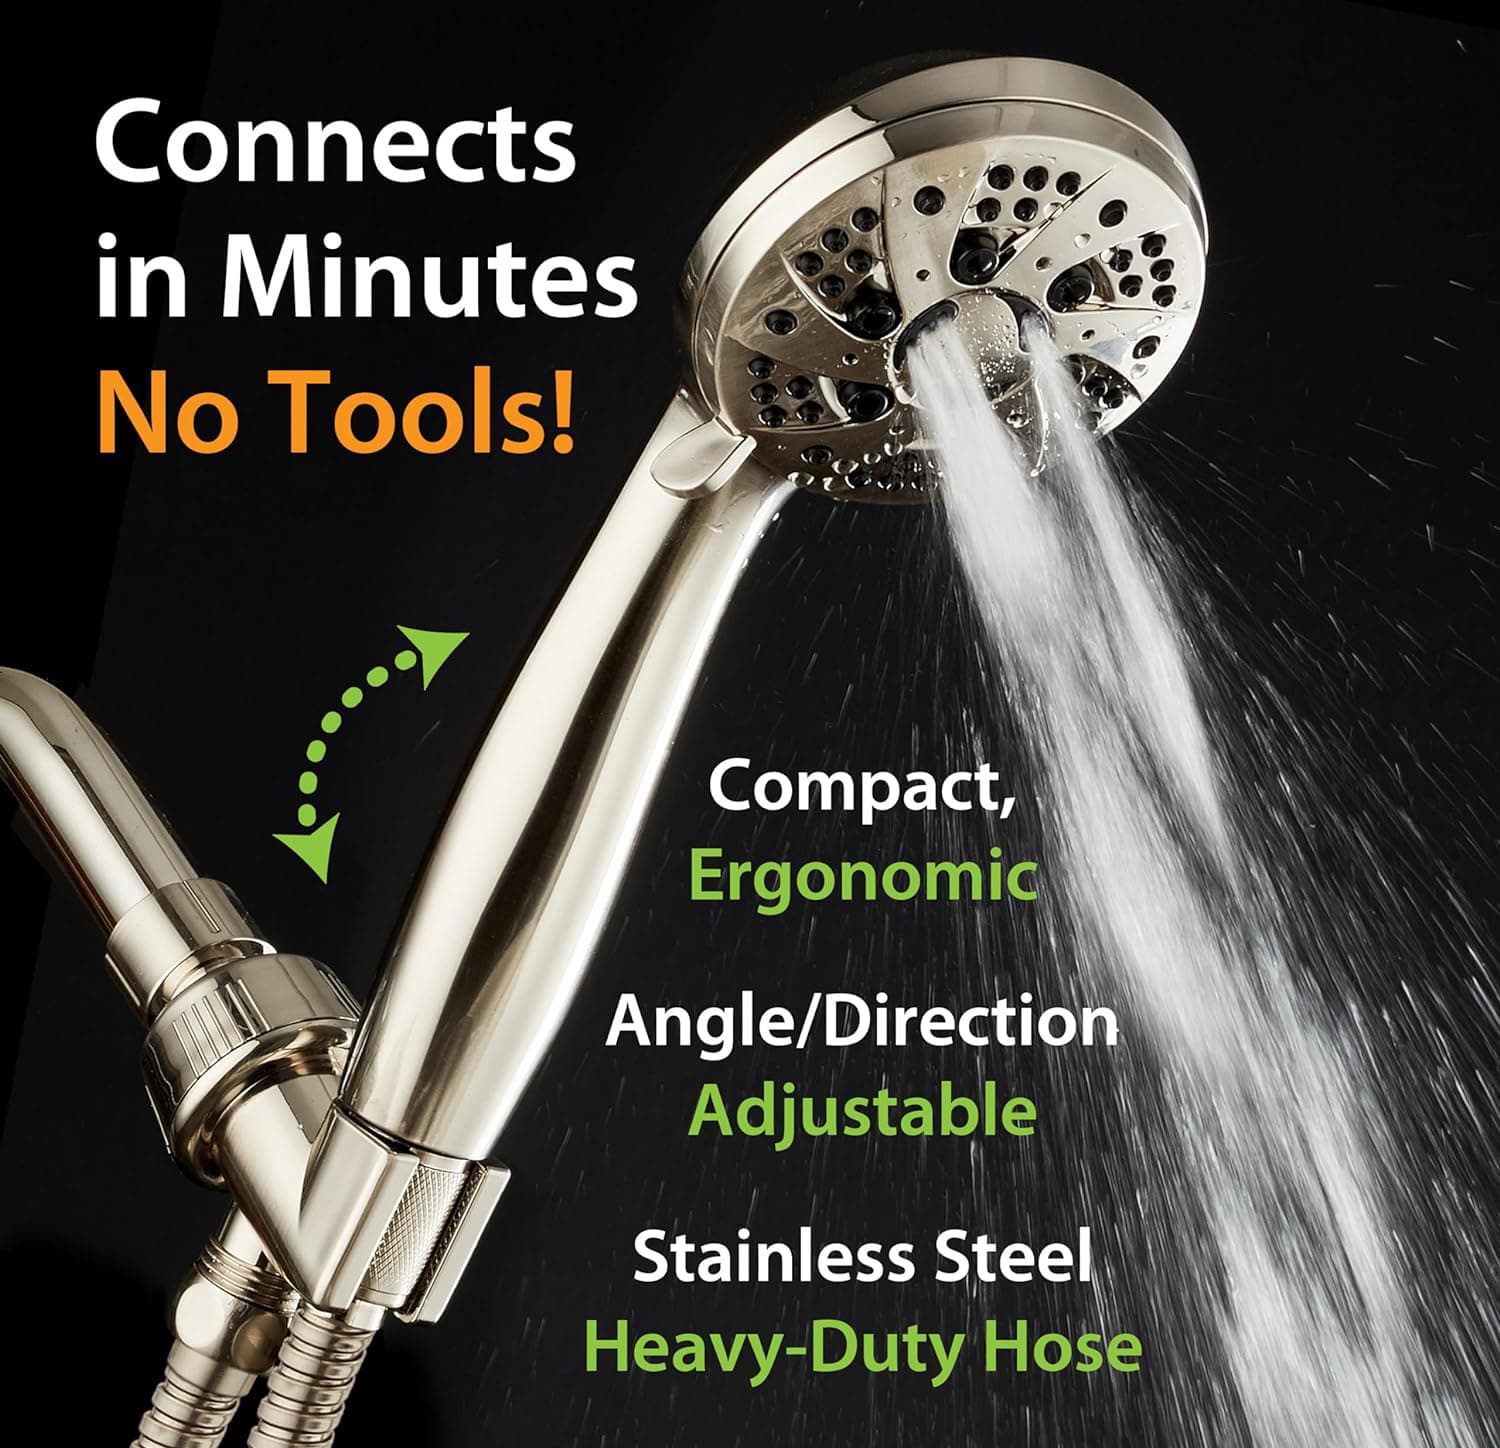 Connects
in Minutes
No Tools!
Compact,
Ergonomic
Angle/Direction
Adjustable
Stainless Steel
Heavy-Duty Hose